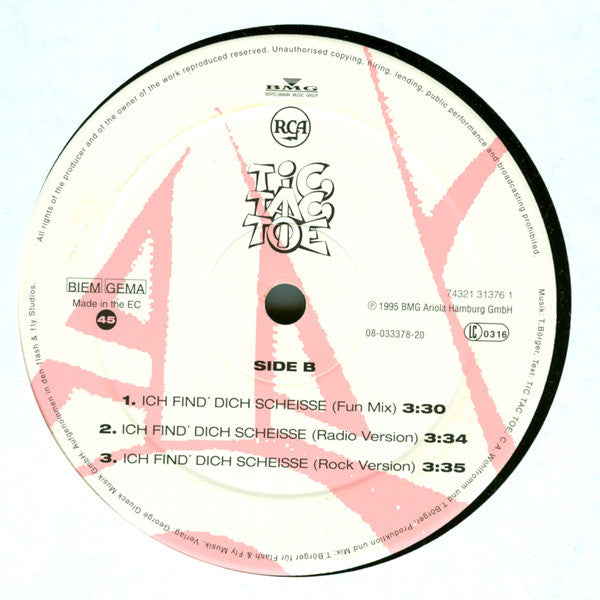 All rights of the producer and of the owner of the work reproduced reserved. Unauthorised copying, hiring, lending, public performance and broadcasting prohibited.
BMG
BERTELSMANN MUSIC GROUP
RCA
TiC
TAC
TOE
BIEM GEMA
Made in the EC
45
74321 31376 1
℗ 1995 BMG Ariola Hamburg GmbH
08-033378-20
LC 0316
SIDE B
1. ICH FIND´ DICH SCHEISSE (Fun Mix) 3:30
2. ICH FIND´ DICH SCHEISSE (Radio Version) 3:34
3. ICH FIND´ DICH SCHEISSE (Rock Version) 3:35
Musik: T.Börger, Text: TIC TAC TOE, C.A. Wohlfromm und T.Börger, Produktion und Mix: T.Börger für Flash & Fly Musik, Verlag: George Glueck Musik GmbH Aufgenommen in den flash & fly Studios.